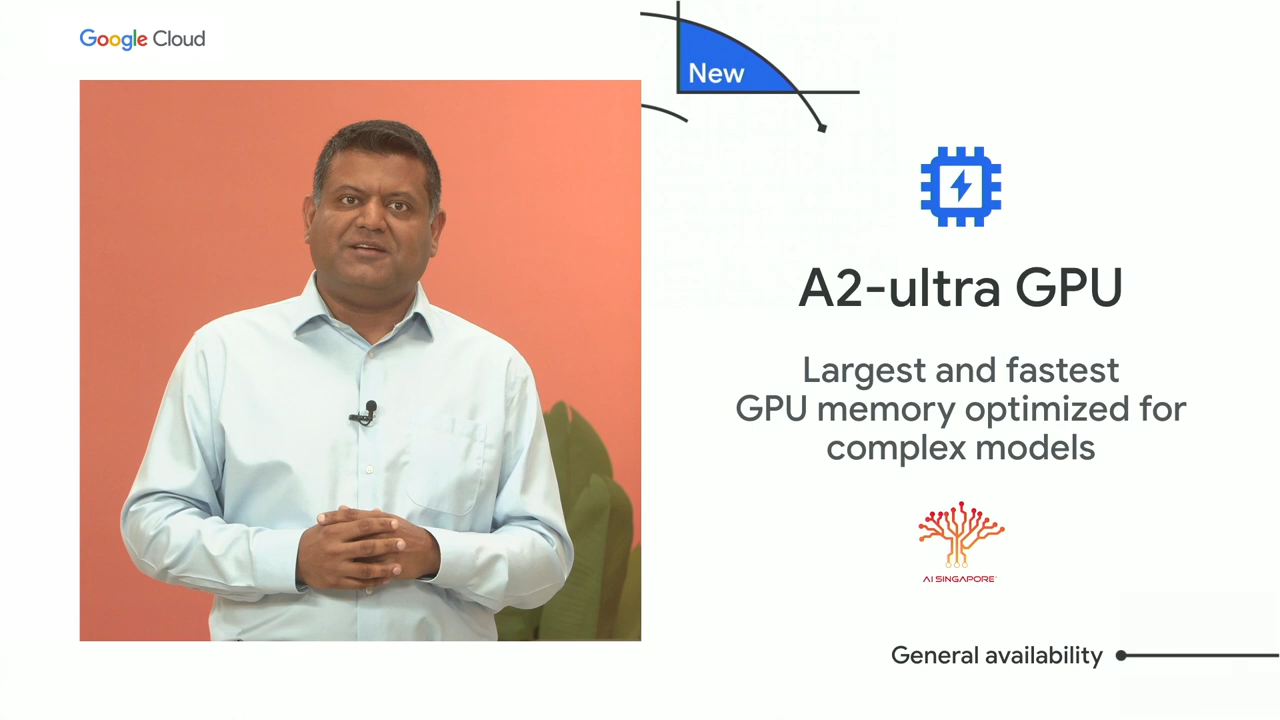 Google Cloud
New
A2-ultra GPU
Largest and fastest
GPU memory optimized for
complex models
AI SINGAPORE
General availability